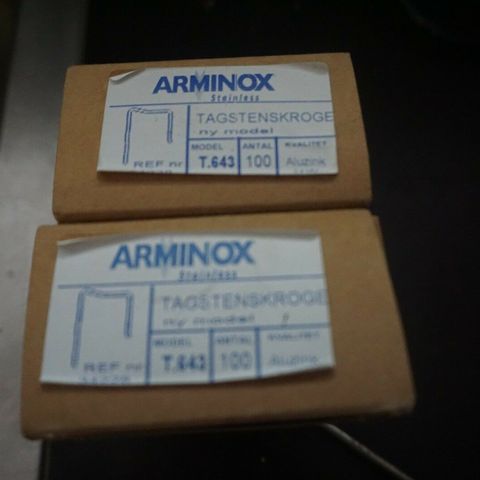 ARMINOX
Stainless
TAGSTENSKROGE
ny model
MODEL ANTAL KVALITET
REF nr T.643 100 Aluzink
ARMINOX
Stainless
TAGSTENSKROGE
ny model
MODEL ANTAL KVALITET
REF nr T.643 100 Aluzink